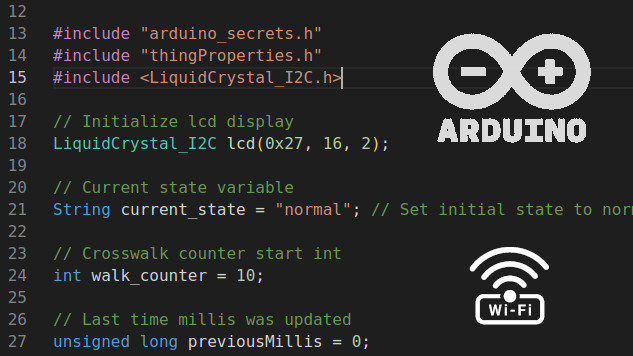 12
13 #include "arduino_secrets.h"
14 #include "thingProperties.h"
15 #include <LiquidCrystal_I2C.h>
16
17 // Initialize lcd display
18 LiquidCrystal_I2C lcd(0x27, 16, 2);
19
20 // Current state variable
21 String current_state = "normal"; // Set initial state to nor
22
23 // Crosswalk counter start int
24 int walk_counter = 10;
25
26 // Last time millis was updated
27 unsigned long previousMillis = 0;
ARDUINO
Wi-Fi